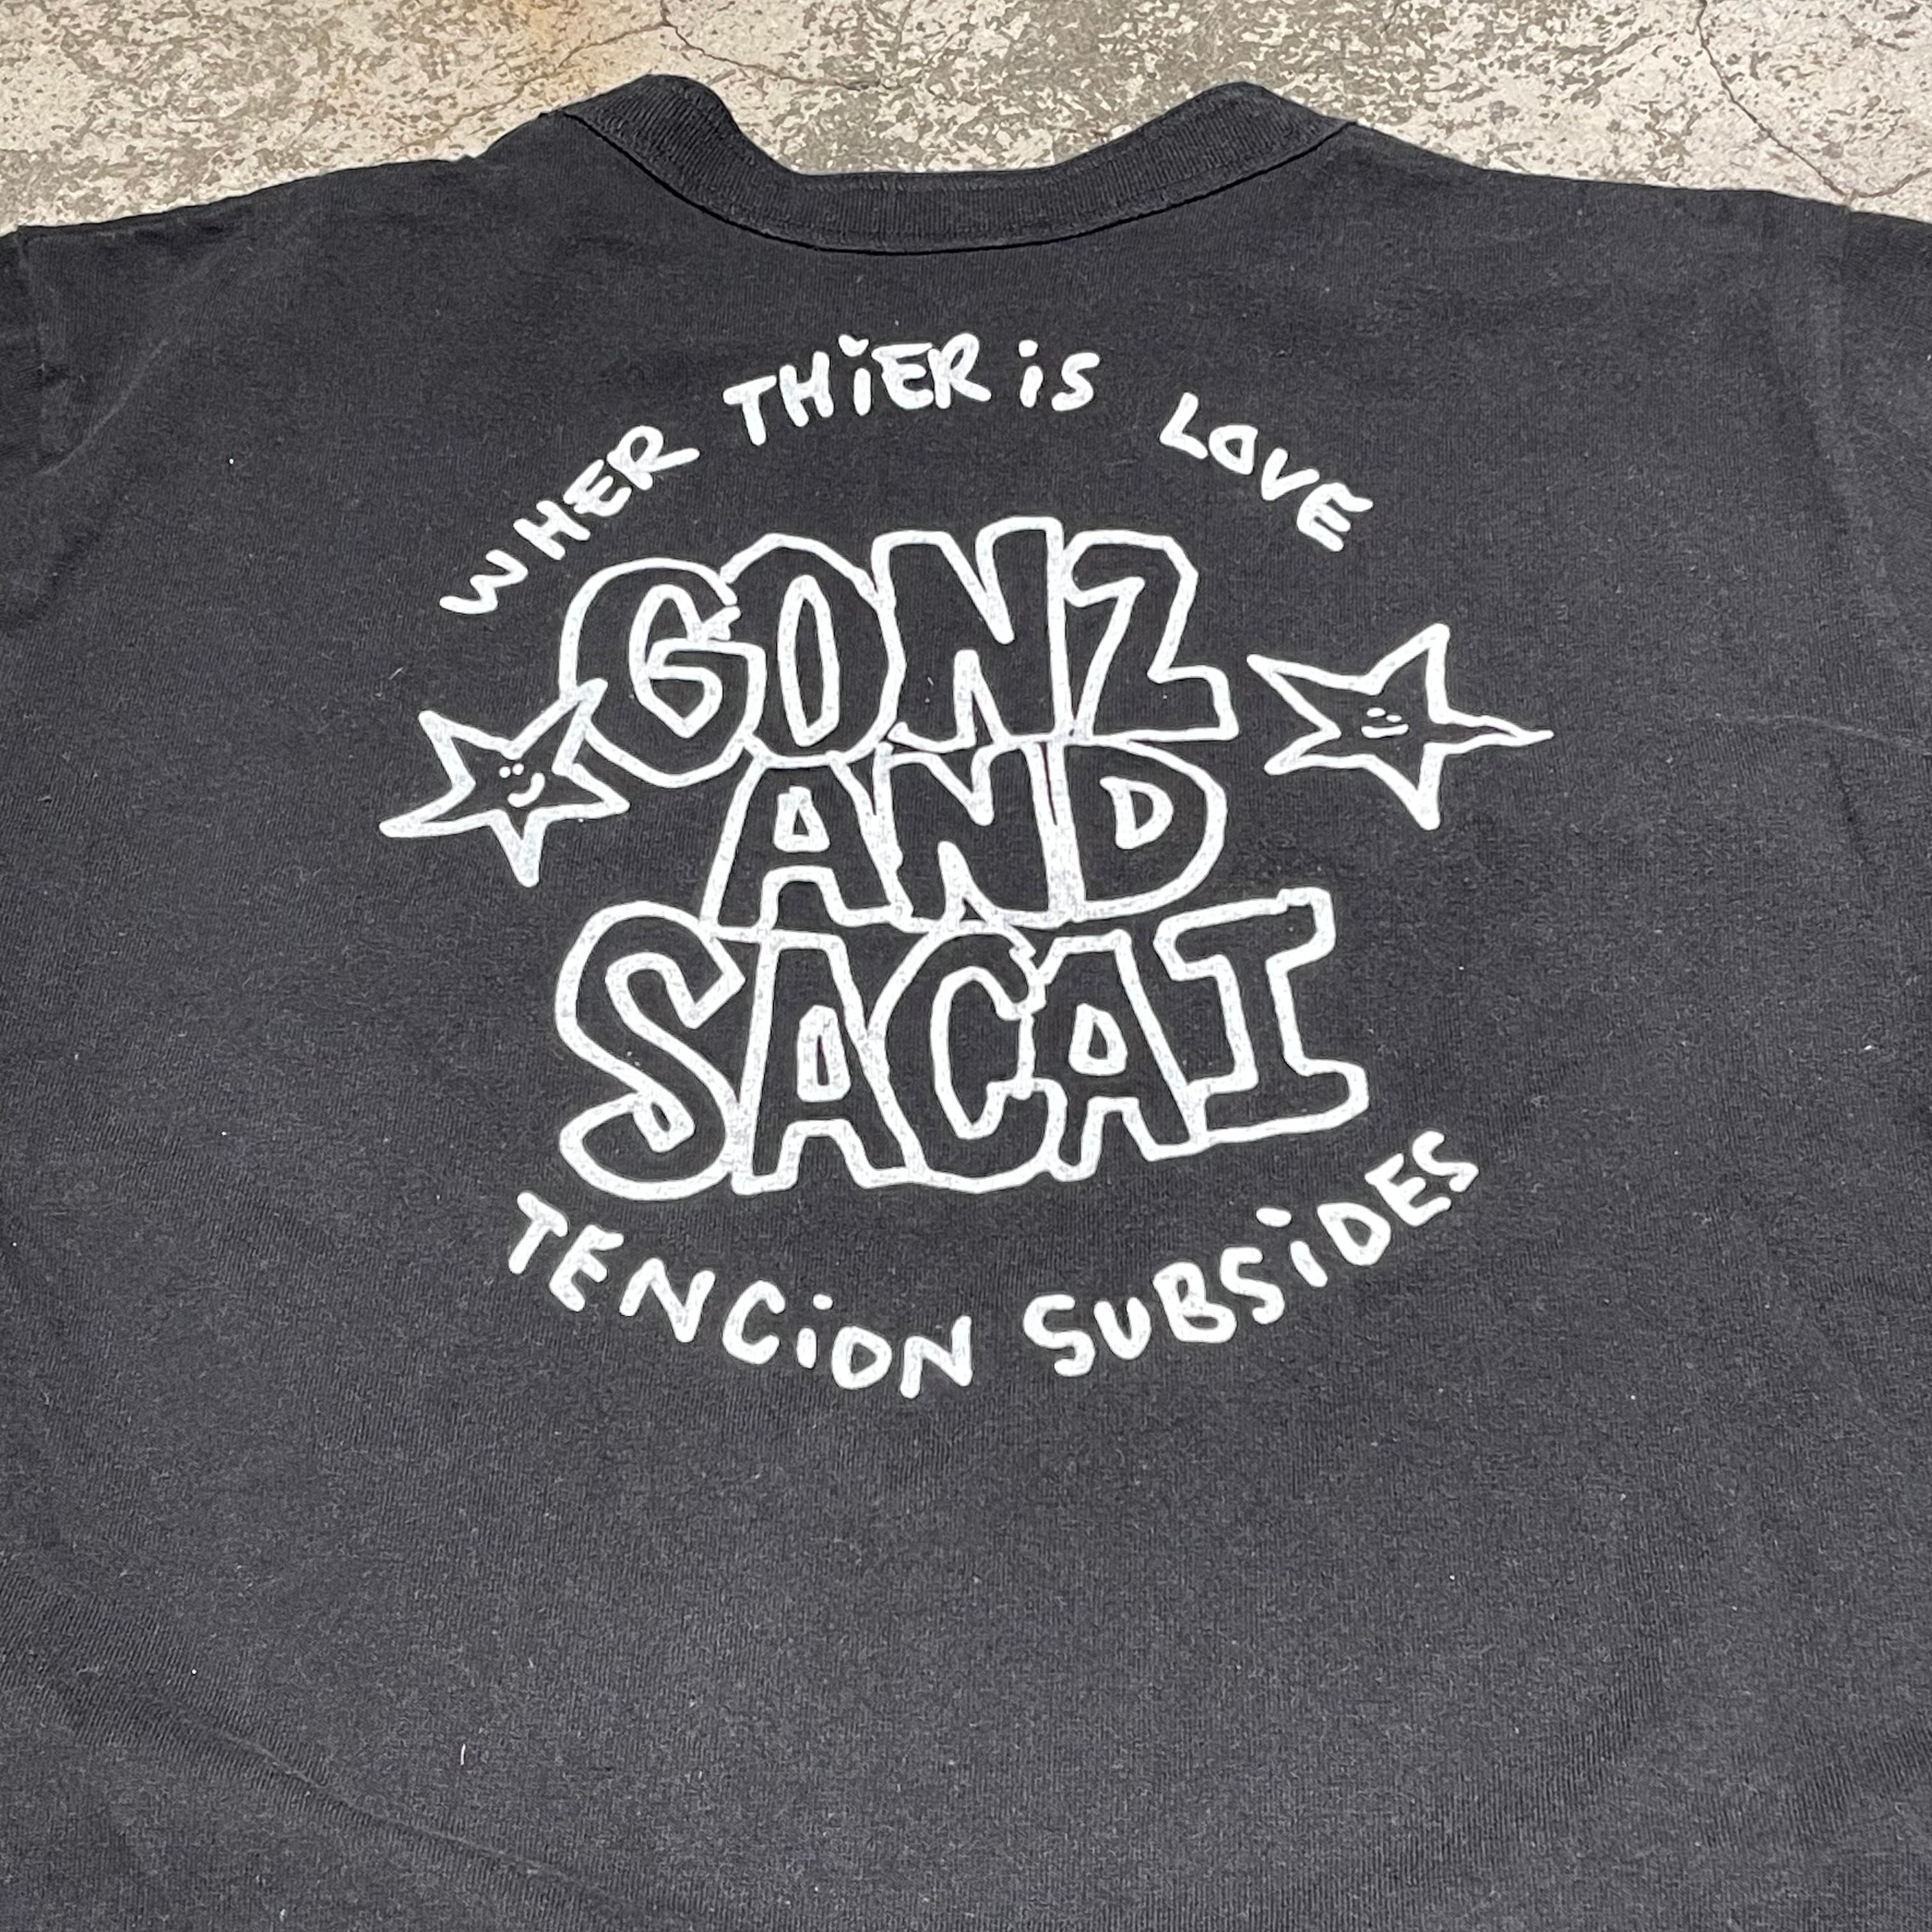 WHER THiER iS LOVE
GONZ
AND
SACAI
TENCiON SUBSiDES